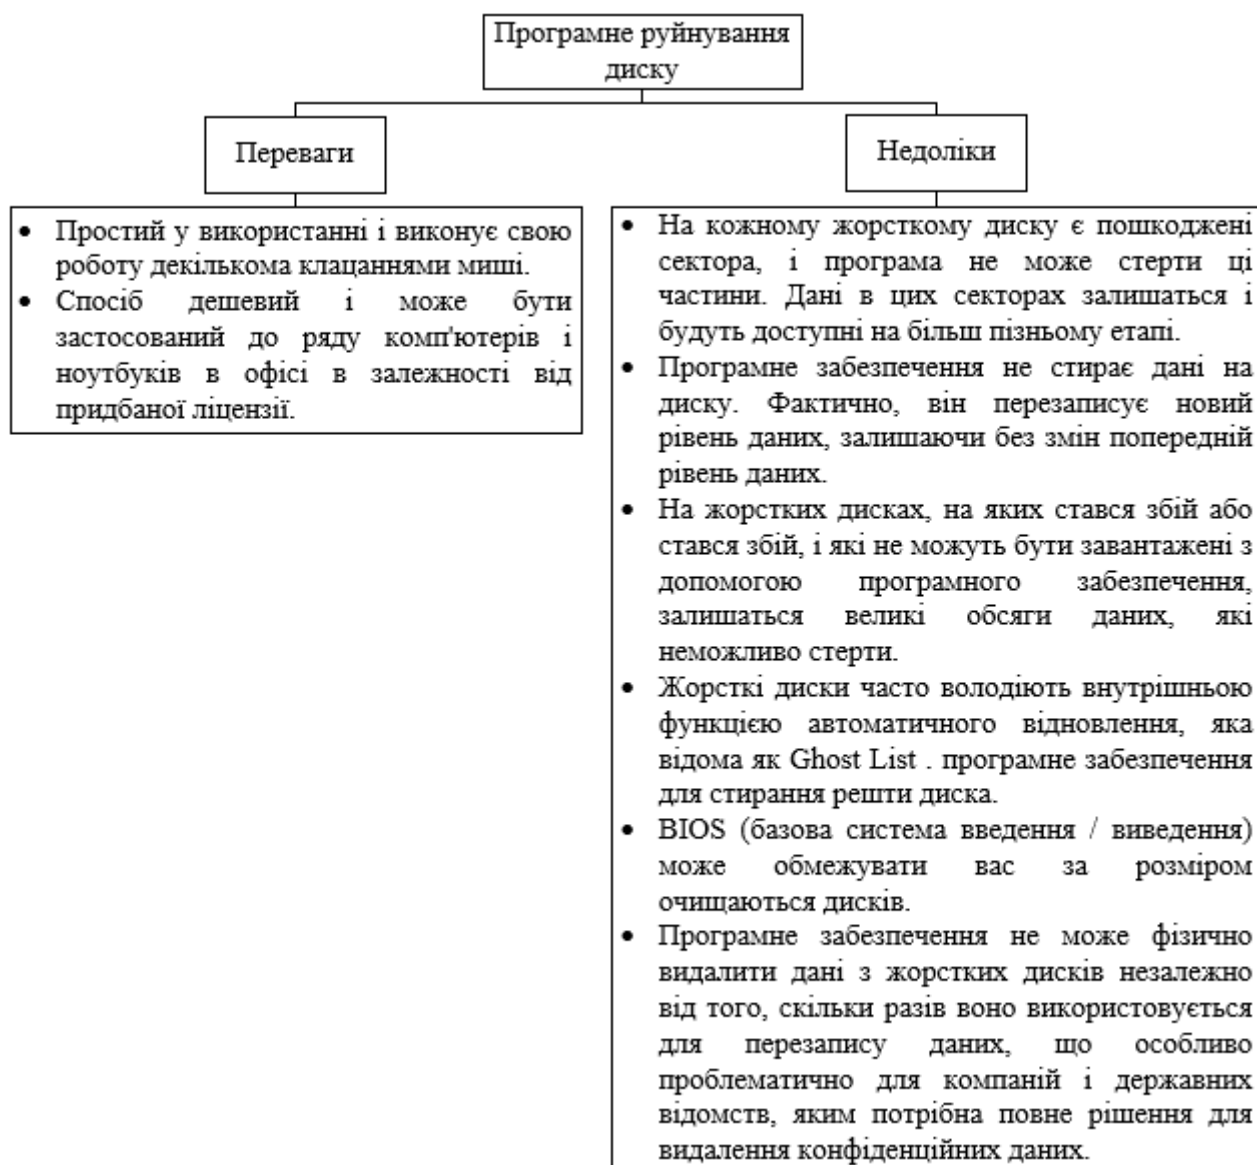 Програмне руйнування
диску
Переваги
Недоліки
• Простий у використанні і виконує свою
роботу декількома клацаннями миші.
• Спосіб дешевий і може бути
застосований до ряду комп'ютерів і
ноутбуків в офісі в залежності від
придбаної ліцензії.
• На кожному жорсткому диску є пошкоджені
сектора, і програма не може стерти ці
частини. Дані в цих секторах залишаться і
будуть доступні на більш пізньому етапі.
• Програмне забезпечення не стирає дані на
диску. Фактично, він перезаписує новий
рівень даних, залишаючи без змін попередній
рівень даних.
• На жорстких дисках, на яких стався збій або
стався збій, і які не можуть бути завантажені з
допомогою програмного забезпечення,
залишаться великі обсяги даних, які
неможливо стерти.
• Жорсткі диски часто володіють внутрішньою
функцією автоматичного відновлення, яка
відома як Ghost List . програмне забезпечення
для стирання решти диска.
• BIOS (базова система введення / виведення)
може обмежувати вас за розміром
очищаються дисків.
• Програмне забезпечення не може фізично
видалити дані з жорстких дисків незалежно
від того, скільки разів воно використовується
для перезапису даних, що особливо
проблематично для компаній і державних
відомств, яким потрібна повне рішення для
видалення конфіденційних даних.